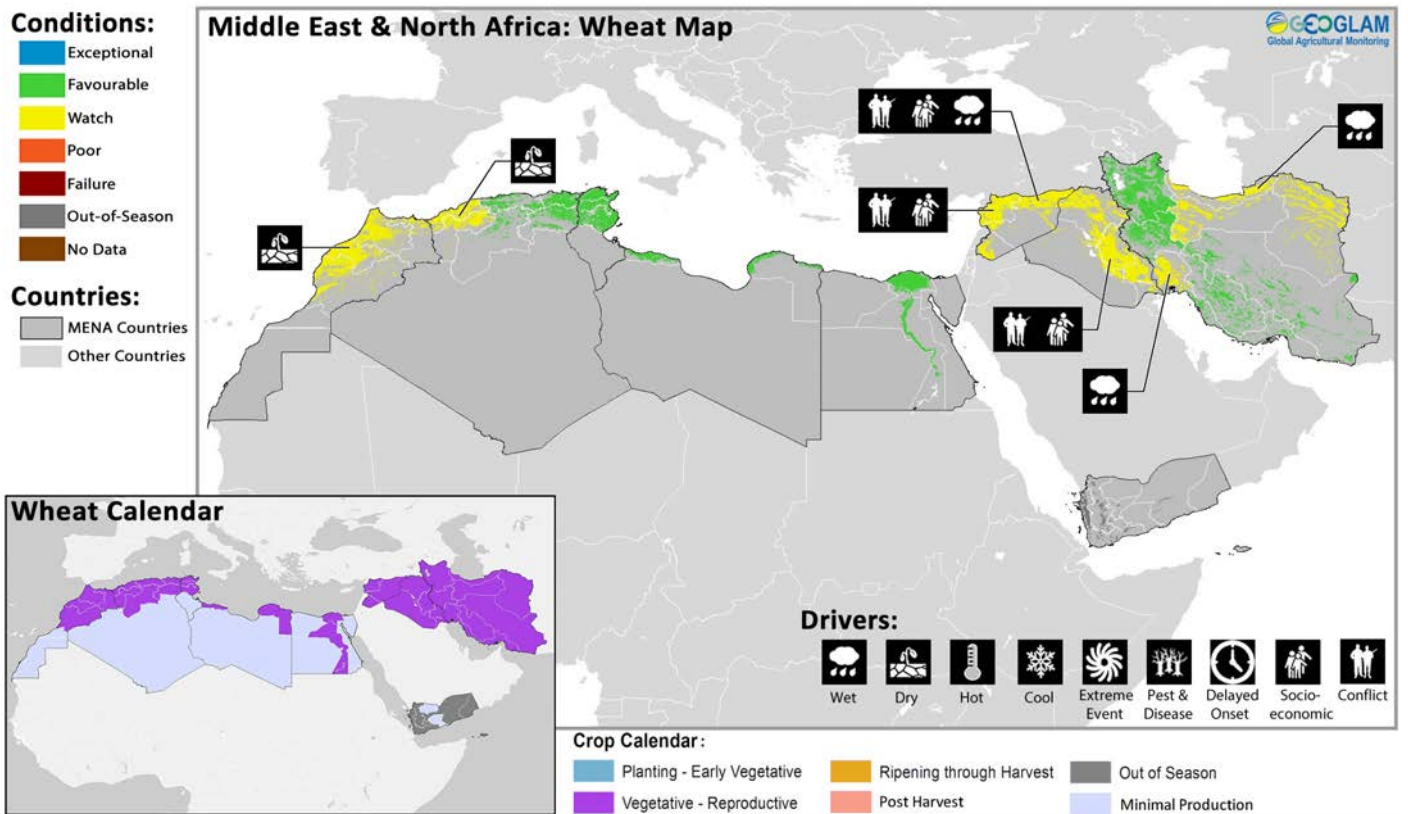 Conditions:
Exceptional
Favourable
Watch
Poor
Failure
Out-of-Season
No Data
Countries:
MENA Countries
Other Countries
Middle East & North Africa: Wheat Map
GEOGLAM
Global Agricultural Monitoring
Drivers:
Wet
Dry
Hot
Cool
Extreme
Event
Pest &
Disease
Delayed
Onset
Socio-
economic
Conflict
Wheat Calendar
Crop Calendar:
Planting - Early Vegetative
Ripening through Harvest
Out of Season
Vegetative - Reproductive
Post Harvest
Minimal Production